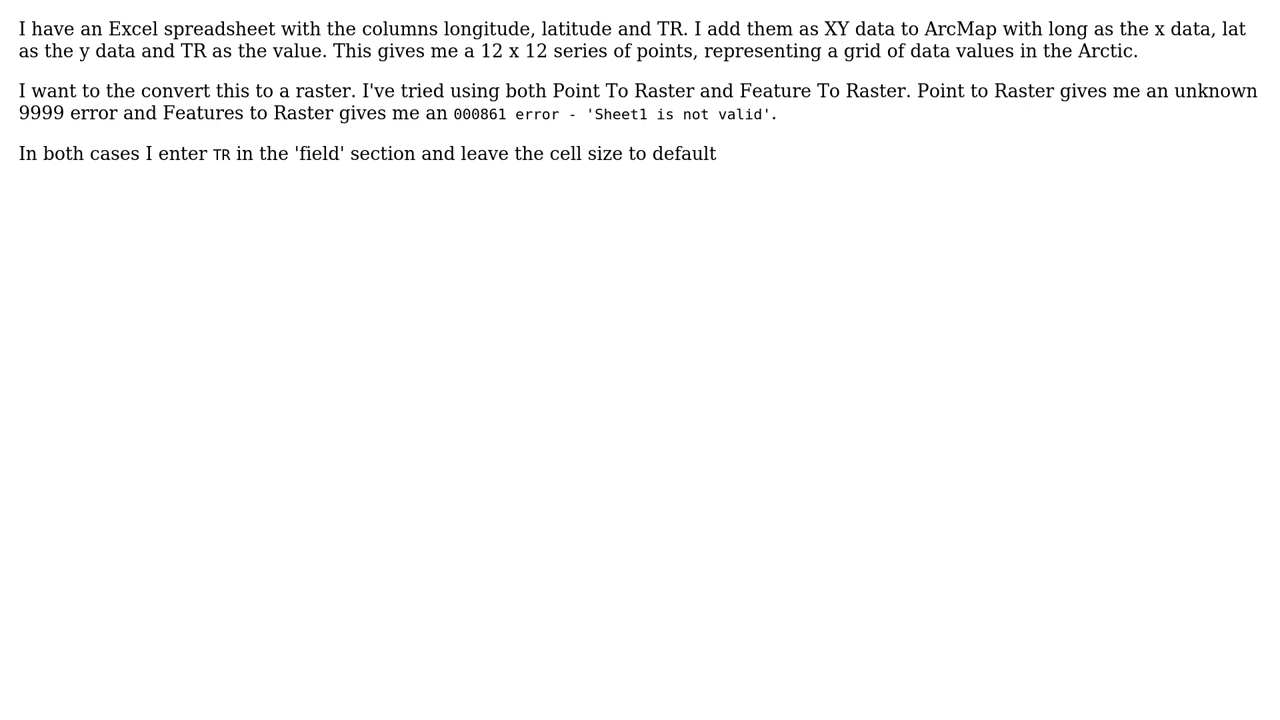 I have an Excel spreadsheet with the columns longitude, latitude and TR. I add them as XY data to ArcMap with long as the x data, lat
as the y data and TR as the value. This gives me a 12 x 12 series of points, representing a grid of data values in the Arctic.
I want to the convert this to a raster. I've tried using both Point To Raster and Feature To Raster. Point to Raster gives me an unknown
9999 error and Features to Raster gives me an 000861 error - 'Sheet1 is not valid'.
In both cases I enter TR in the 'field' section and leave the cell size to default